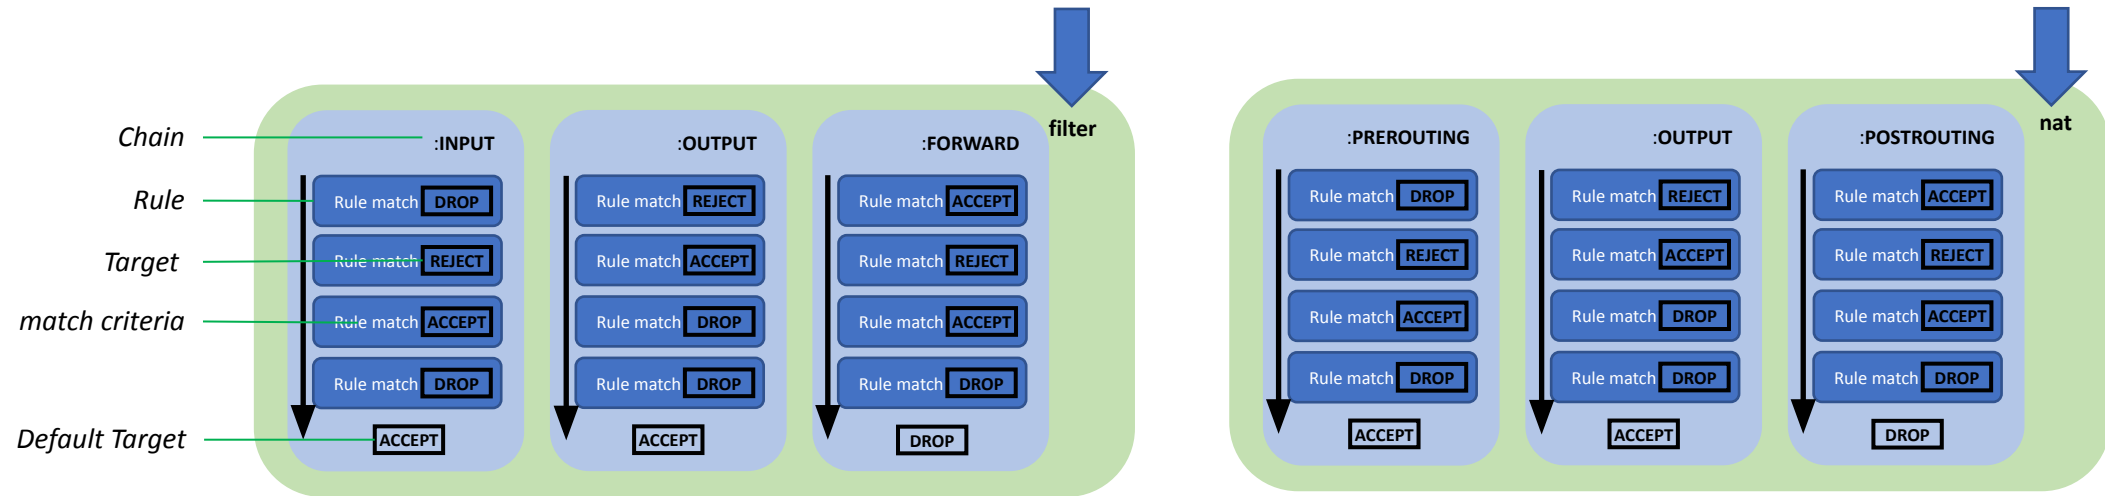 filter
nat
Chain
:INPUT
:OUTPUT
:FORWARD
:PREROUTING
:OUTPUT
:POSTROUTING
Rule
Rule match DROP
Rule match REJECT
Rule match ACCEPT
Rule match DROP
Rule match REJECT
Rule match ACCEPT
Target
Rule match REJECT
Rule match ACCEPT
Rule match REJECT
Rule match REJECT
Rule match ACCEPT
Rule match REJECT
match criteria
Rule match ACCEPT
Rule match DROP
Rule match ACCEPT
Rule match ACCEPT
Rule match DROP
Rule match ACCEPT
Rule match DROP
Rule match DROP
Rule match DROP
Rule match DROP
Rule match DROP
Rule match DROP
Default Target
ACCEPT
ACCEPT
DROP
ACCEPT
ACCEPT
DROP